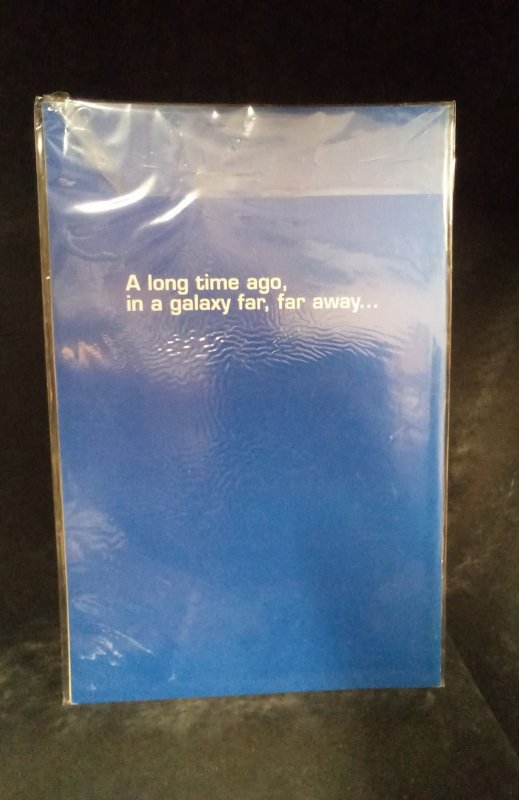 A long time ago,
in a galaxy far, far away...